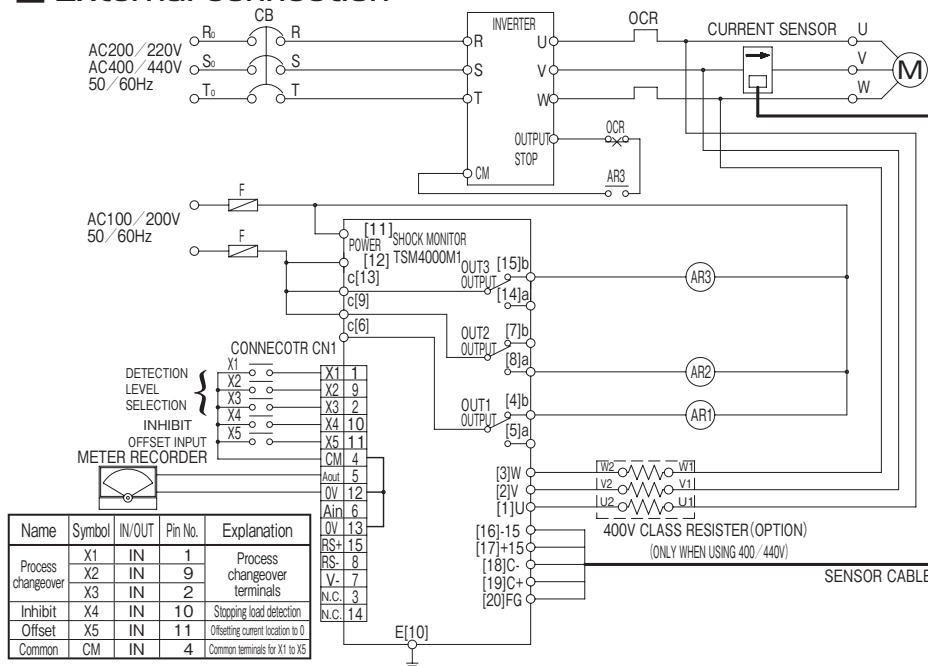 External connection
CB
R₀ R
S₀ S
T₀ T
AC200/220V
AC400/440V
50/60Hz
INVERTER
R U
S V
T W
OUTPUT
STOP
CM
OCR
OCR
AR3
CURRENT SENSOR
U
V
W
M
AC100/200V
50/60Hz
F
F
[11]
POWER
[12]
SHOCK MONITOR
TSM4000M1
c[13]
c[9]
c[6]
OUT3
OUTPUT
[15]b
[14]a
AR3
OUT2
OUTPUT
[7]b
[8]a
AR2
OUT1
OUTPUT
[4]b
[5]a
AR1
CONNECOTR CN1
DETECTION
LEVEL
SELECTION
INHIBIT
OFFSET INPUT
METER RECORDER
X1
X2
X3
X4
X5
X1 1
X2 9
X3 2
X4 10
X5 11
CM 4
Aout 5
0V 12
Ain 6
0V 13
RS+ 15
RS- 8
V- 7
N.C. 3
N.C. 14
[3]W
[2]V
[1]U
W2 W1
V2 V1
U2 U1
400V CLASS RESISTER(OPTION)
(ONLY WHEN USING 400/440V)
[16]-15
[17]+15
[18]C-
[19]C+
[20]FG
SENSOR CABLE
E[10]
Name Symbol IN/OUT Pin No. Explanation
Process changeover X1 IN 1 Process changeover terminals
X2 IN 9
X3 IN 2
Inhibit X4 IN 10 Stopping load detection
Offset X5 IN 11 Offsetting current location to 0
Common CM IN 4 Common terminals for X1 to X5